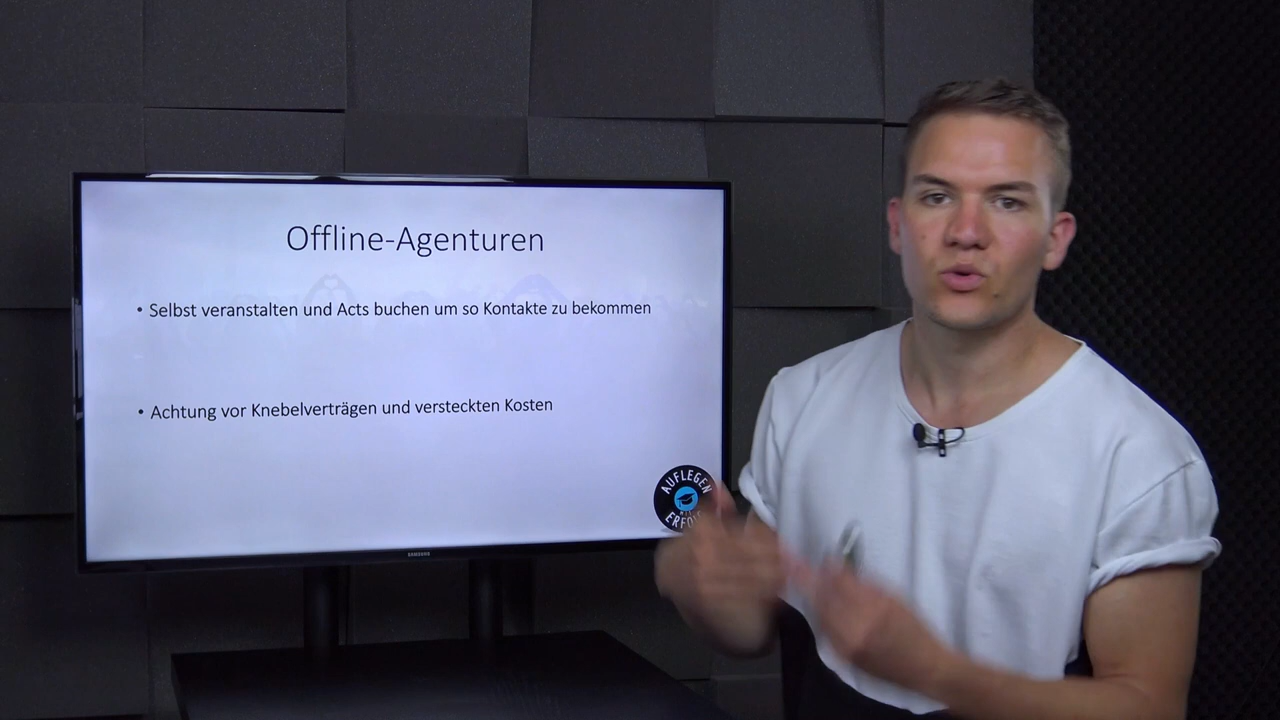 Offline-Agenturen
• Selbst veranstalten und Acts buchen um so Kontakte zu bekommen
• Achtung vor Knebelverträgen und versteckten Kosten
AUFLEGEN
SAMSUNG